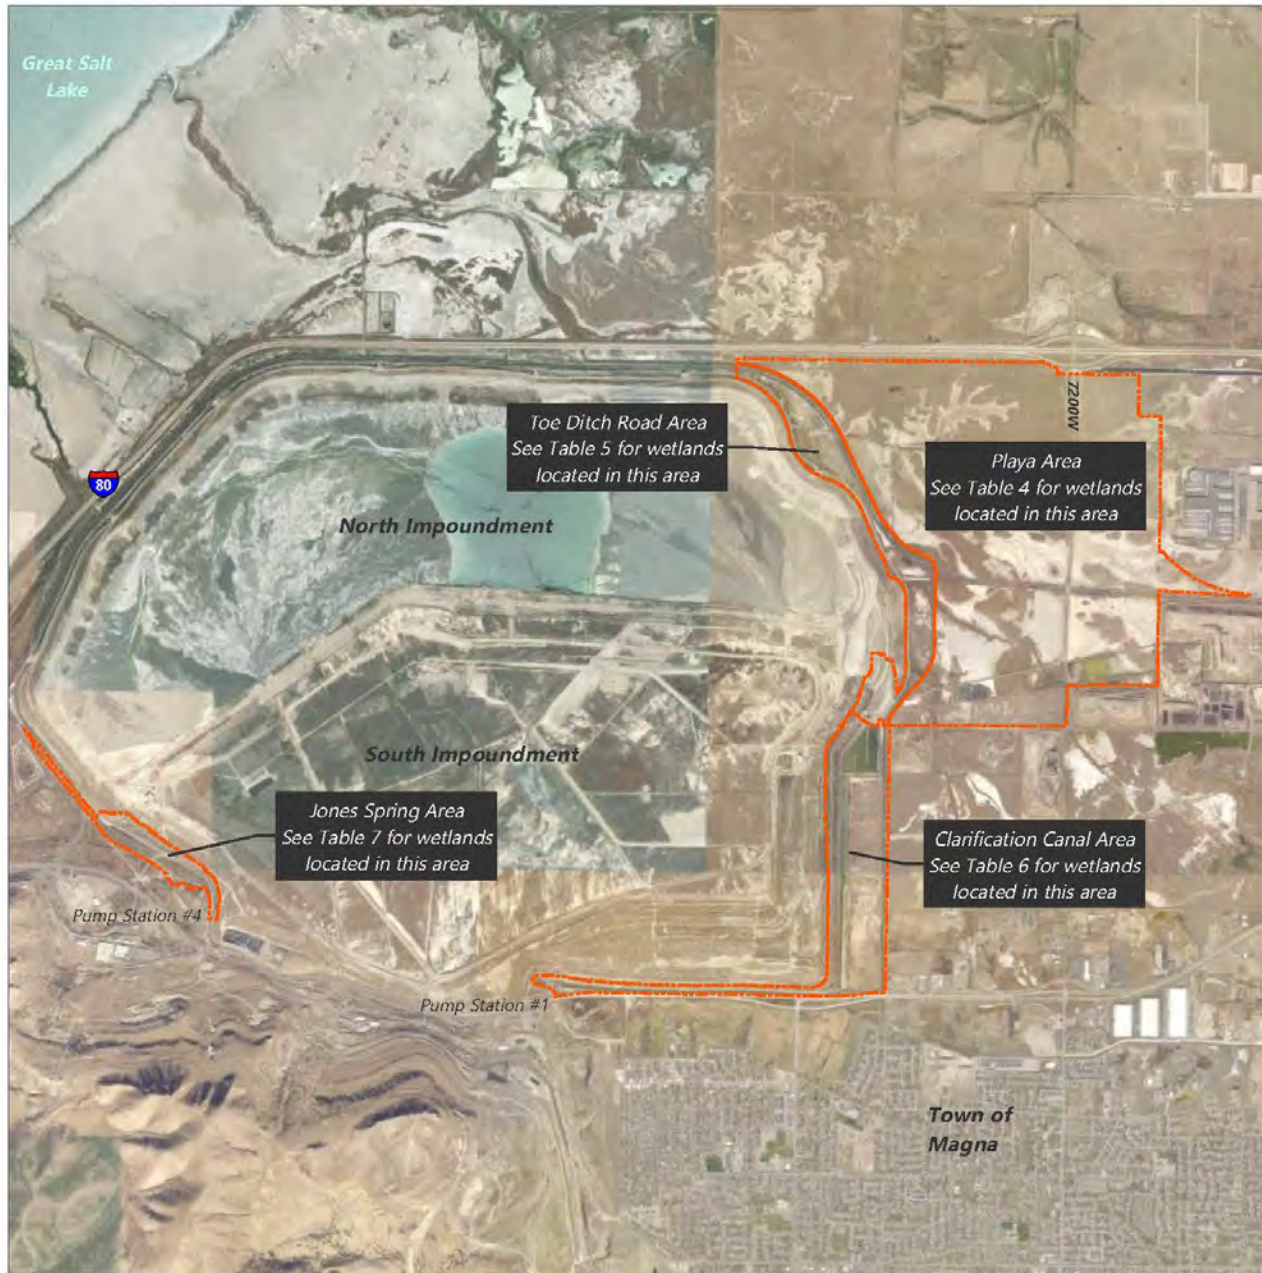 Great Salt
Lake
Toe Ditch Road Area
See Table 5 for wetlands
located in this area
7200W
Playa Area
See Table 4 for wetlands
located in this area
80
North Impoundment
South Impoundment
Jones Spring Area
See Table 7 for wetlands
located in this area
Clarification Canal Area
See Table 6 for wetlands
located in this area
Pump Station #4
Pump Station #1
Town of
Magna